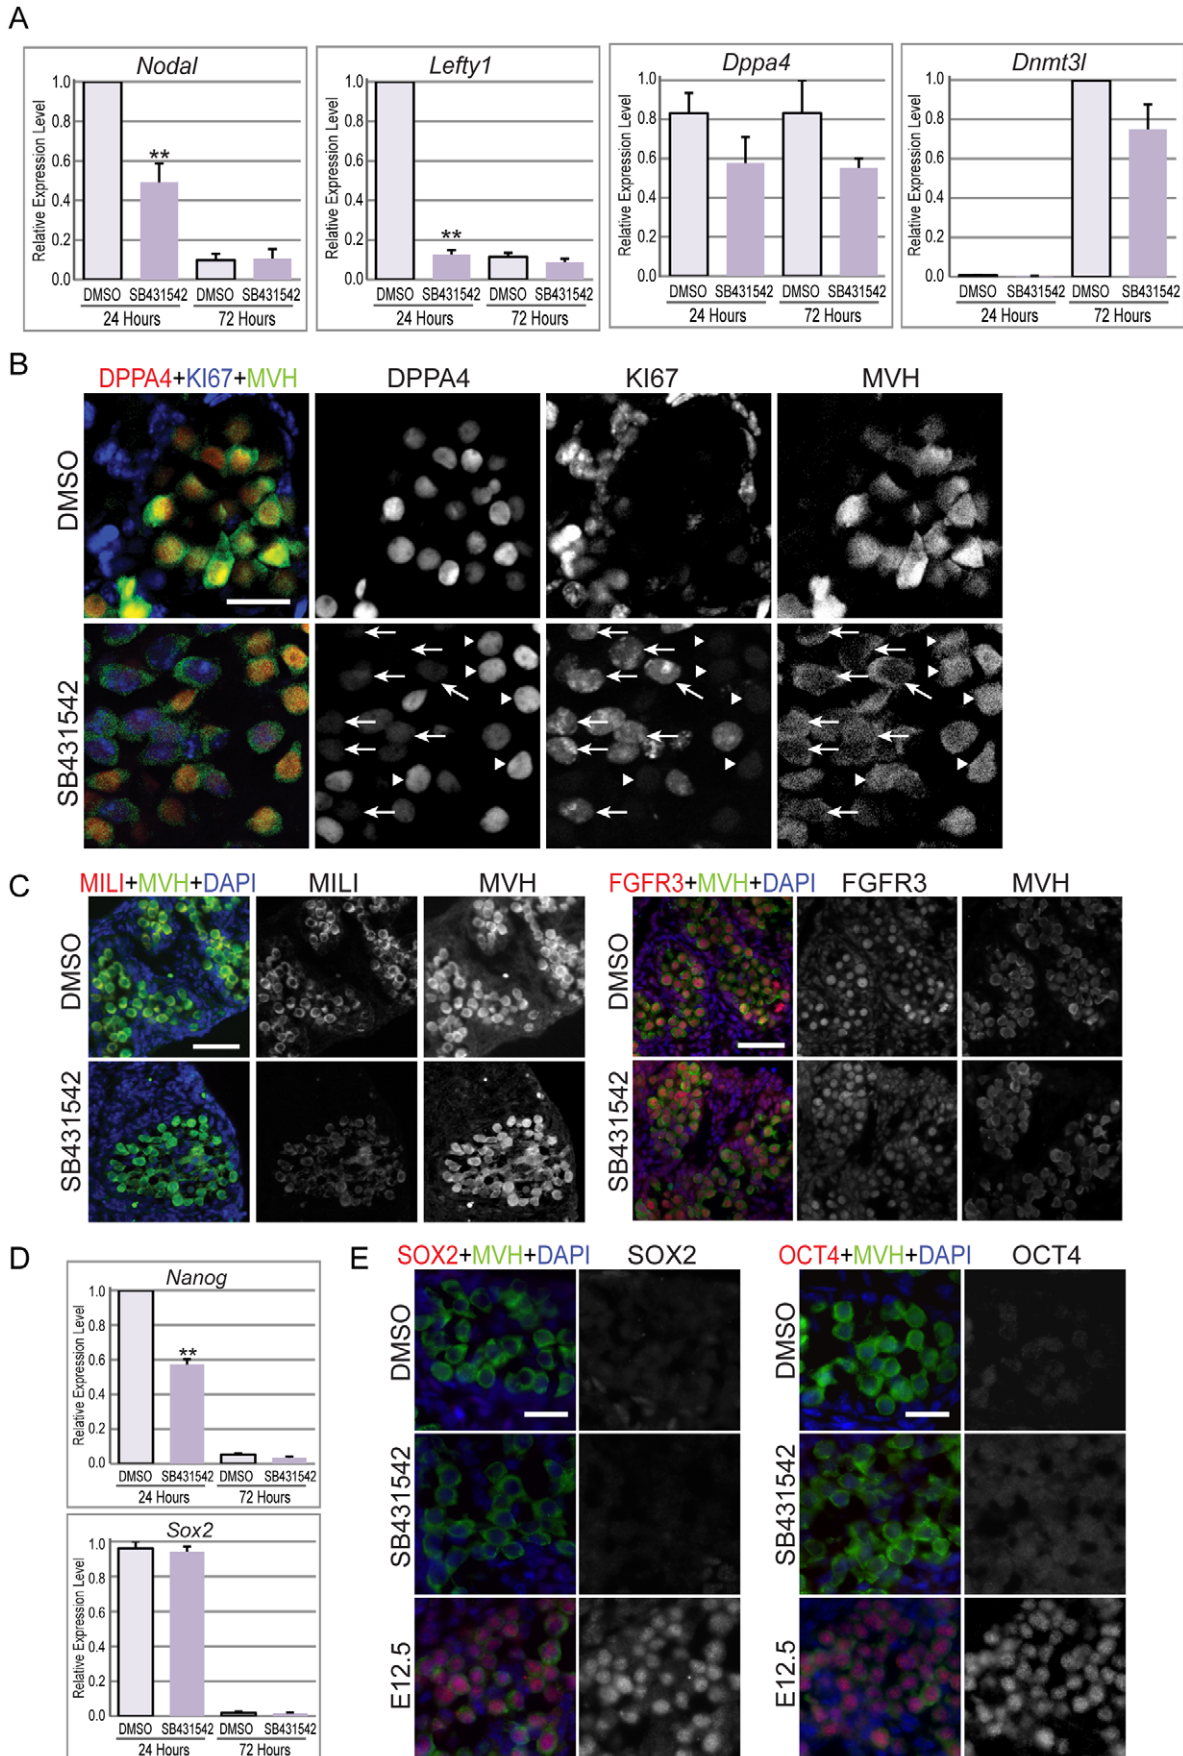 A
Nodal
Relative Expression Level
1.0
0.8
0.6
0.4
0.2
0.0
**
DMSO SB431542 DMSO SB431542
24 Hours 72 Hours
Lefty1
Relative Expression Level
1.0
0.8
0.6
0.4
0.2
0.0
**
DMSO SB431542 DMSO SB431542
24 Hours 72 Hours
Dppa4
Relative Expression Level
1.0
0.8
0.6
0.4
0.2
0.0
DMSO SB431542 DMSO SB431542
24 Hours 72 Hours
Dnmt3l
Relative Expression Level
1.0
0.8
0.6
0.4
0.2
0.0
DMSO SB431542 DMSO SB431542
24 Hours 72 Hours
B
DPPA4+KI67+MVH DPPA4 KI67 MVH
DMSO
SB431542
C
MILI+MVH+DAPI MILI MVH
DMSO
SB431542
FGFR3+MVH+DAPI FGFR3 MVH
DMSO
SB431542
D
Nanog
Relative Expression Level
1.0
0.8
0.6
0.4
0.2
0.0
**
DMSO SB431542 DMSO SB431542
24 Hours 72 Hours
Sox2
Relative Expression Level
1.0
0.8
0.6
0.4
0.2
0.0
DMSO SB431542 DMSO SB431542
24 Hours 72 Hours
E
SOX2+MVH+DAPI SOX2
DMSO
SB431542
E12.5
OCT4+MVH+DAPI OCT4
DMSO
SB431542
E12.5